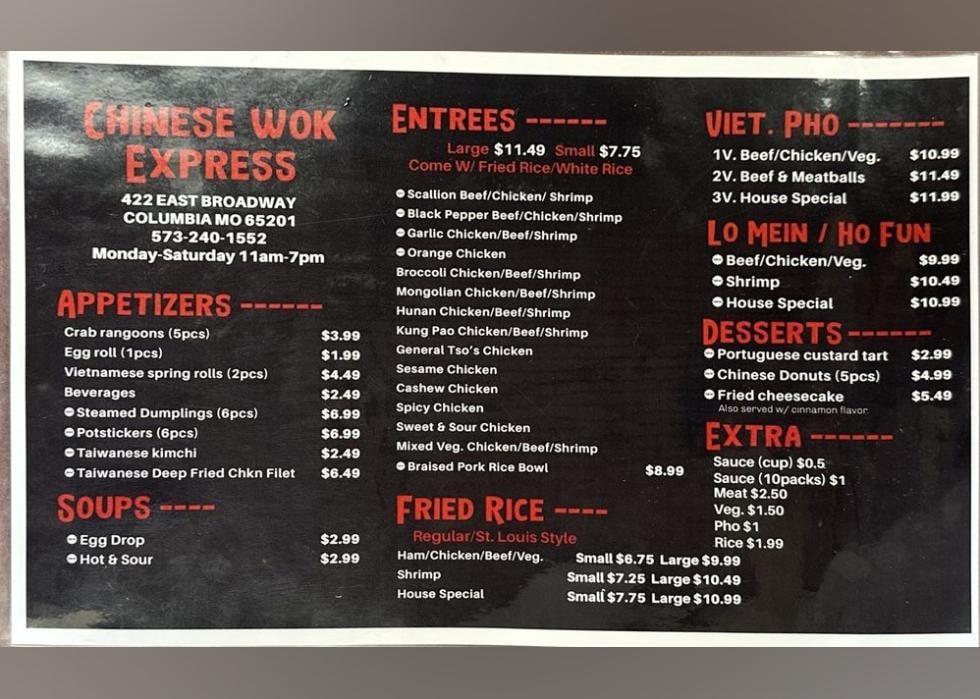 CHINESE WOK
EXPRESS
422 EAST BROADWAY
COLUMBIA MO 65201
573-240-1552
Monday-Saturday 11am-7pm
APPETIZERS ------
Crab rangoons (5pcs) $3.99
Egg roll (1pcs) $1.99
Vietnamese spring rolls (2pcs) $4.49
Beverages $2.49
Steamed Dumplings (6pcs) $6.99
Potstickers (6pcs) $6.99
Taiwanese kimchi $2.49
Taiwanese Deep Fried Chkn Filet $6.49
SOUPS ----
Egg Drop $2.99
Hot & Sour $2.99
ENTREES ------
Large $11.49 Small $7.75
Come W/ Fried Rice/White Rice
Scallion Beef/Chicken/ Shrimp
Black Pepper Beef/Chicken/Shrimp
Garlic Chicken/Beef/Shrimp
Orange Chicken
Broccoli Chicken/Beef/Shrimp
Mongolian Chicken/Beef/Shrimp
Hunan Chicken/Beef/Shrimp
Kung Pao Chicken/Beef/Shrimp
General Tso's Chicken
Sesame Chicken
Cashew Chicken
Spicy Chicken
Sweet & Sour Chicken
Mixed Veg. Chicken/Beef/Shrimp
Braised Pork Rice Bowl $8.99
FRIED RICE ----
Regular/St. Louis Style
Ham/Chicken/Beef/Veg. Small $6.75 Large $9.99
Shrimp Small $7.25 Large $10.49
House Special Small $7.75 Large $10.99
VIET. PHO -------
1V. Beef/Chicken/Veg. $10.99
2V. Beef & Meatballs $11.49
3V. House Special $11.99
LO MEIN / HO FUN
Beef/Chicken/Veg. $9.99
Shrimp $10.49
House Special $10.99
DESSERTS ------
Portuguese custard tart $2.99
Chinese Donuts (5pcs) $4.99
Fried cheesecake $5.49
Also served w/ cinnamon flavor
EXTRA ------
Sauce (cup) $0.5
Sauce (10packs) $1
Meat $2.50
Veg. $1.50
Pho $1
Rice $1.99